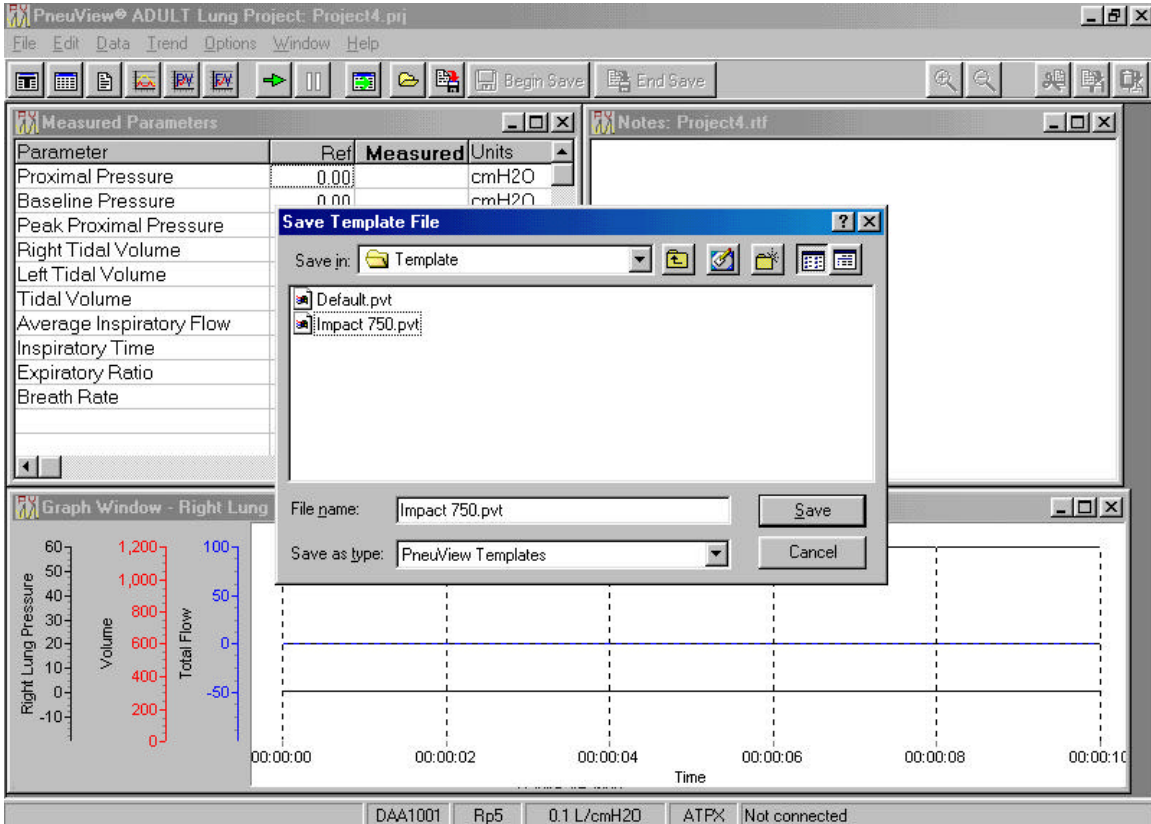 PneuView® ADULT Lung Project: Project4.prj
File Edit Data Trend Options Window Help
Begin Save End Save
Measured Parameters
Parameter Ref Measured Units
Proximal Pressure 0.00 cmH2O
Baseline Pressure 0.00 cmH2O
Peak Proximal Pressure
Right Tidal Volume
Left Tidal Volume
Tidal Volume
Average Inspiratory Flow
Inspiratory Time
Expiratory Ratio
Breath Rate
Notes: Project4.rtf
Save Template File
Save in: Template
Default.pvt
Impact 750.pvt
File name: Impact 750.pvt Save
Save as type: PneuView Templates Cancel
Graph Window - Right Lung
Right Lung Pressure
60
50
40
30
20
10
0
-10
Volume
1,200
1,000
800
600
400
200
0
Total Flow
100
50
0
-50
00:00:00 00:00:02 00:00:04 00:00:06 00:00:08 00:00:10
Time
DAA1001 Rp5 0.1 L/cmH20 ATPX Not connected